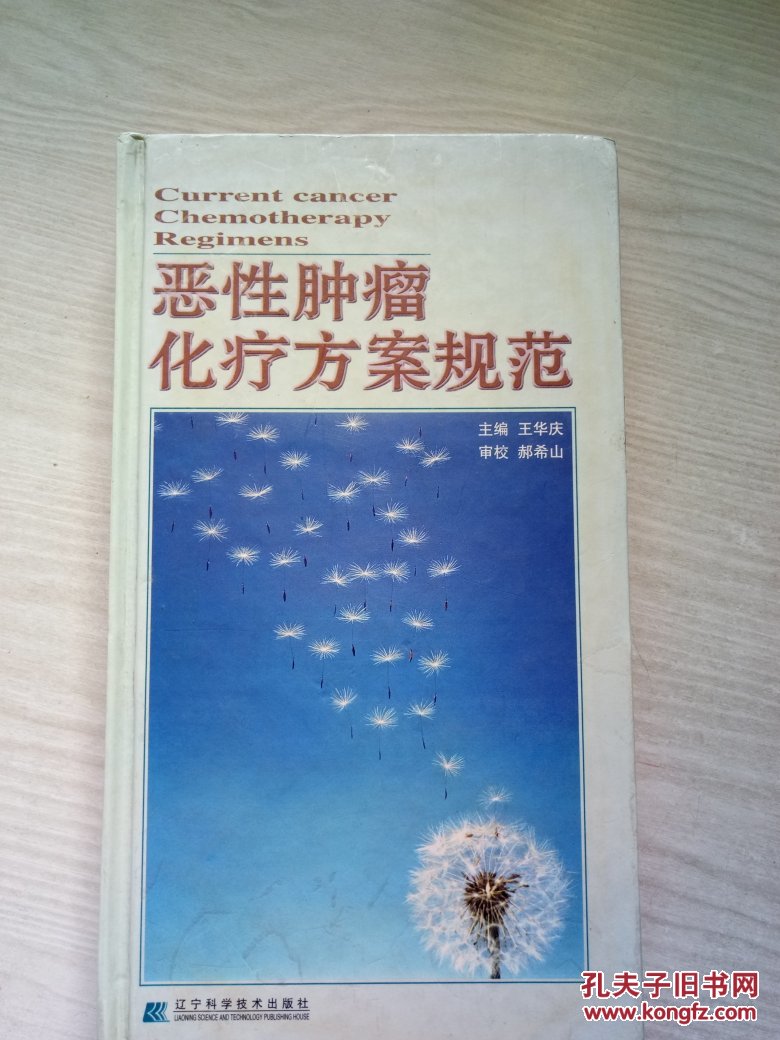 Current cancer
Chemotherapy
Regimens
恶性肿瘤
化疗方案规范
主编 王华庆
审校 郝希山
辽宁科学技术出版社
LIAONING SCIENCE AND TECHNOLOGY PUBLISHING HOUSE
孔夫子旧书网
www.kongfz.com